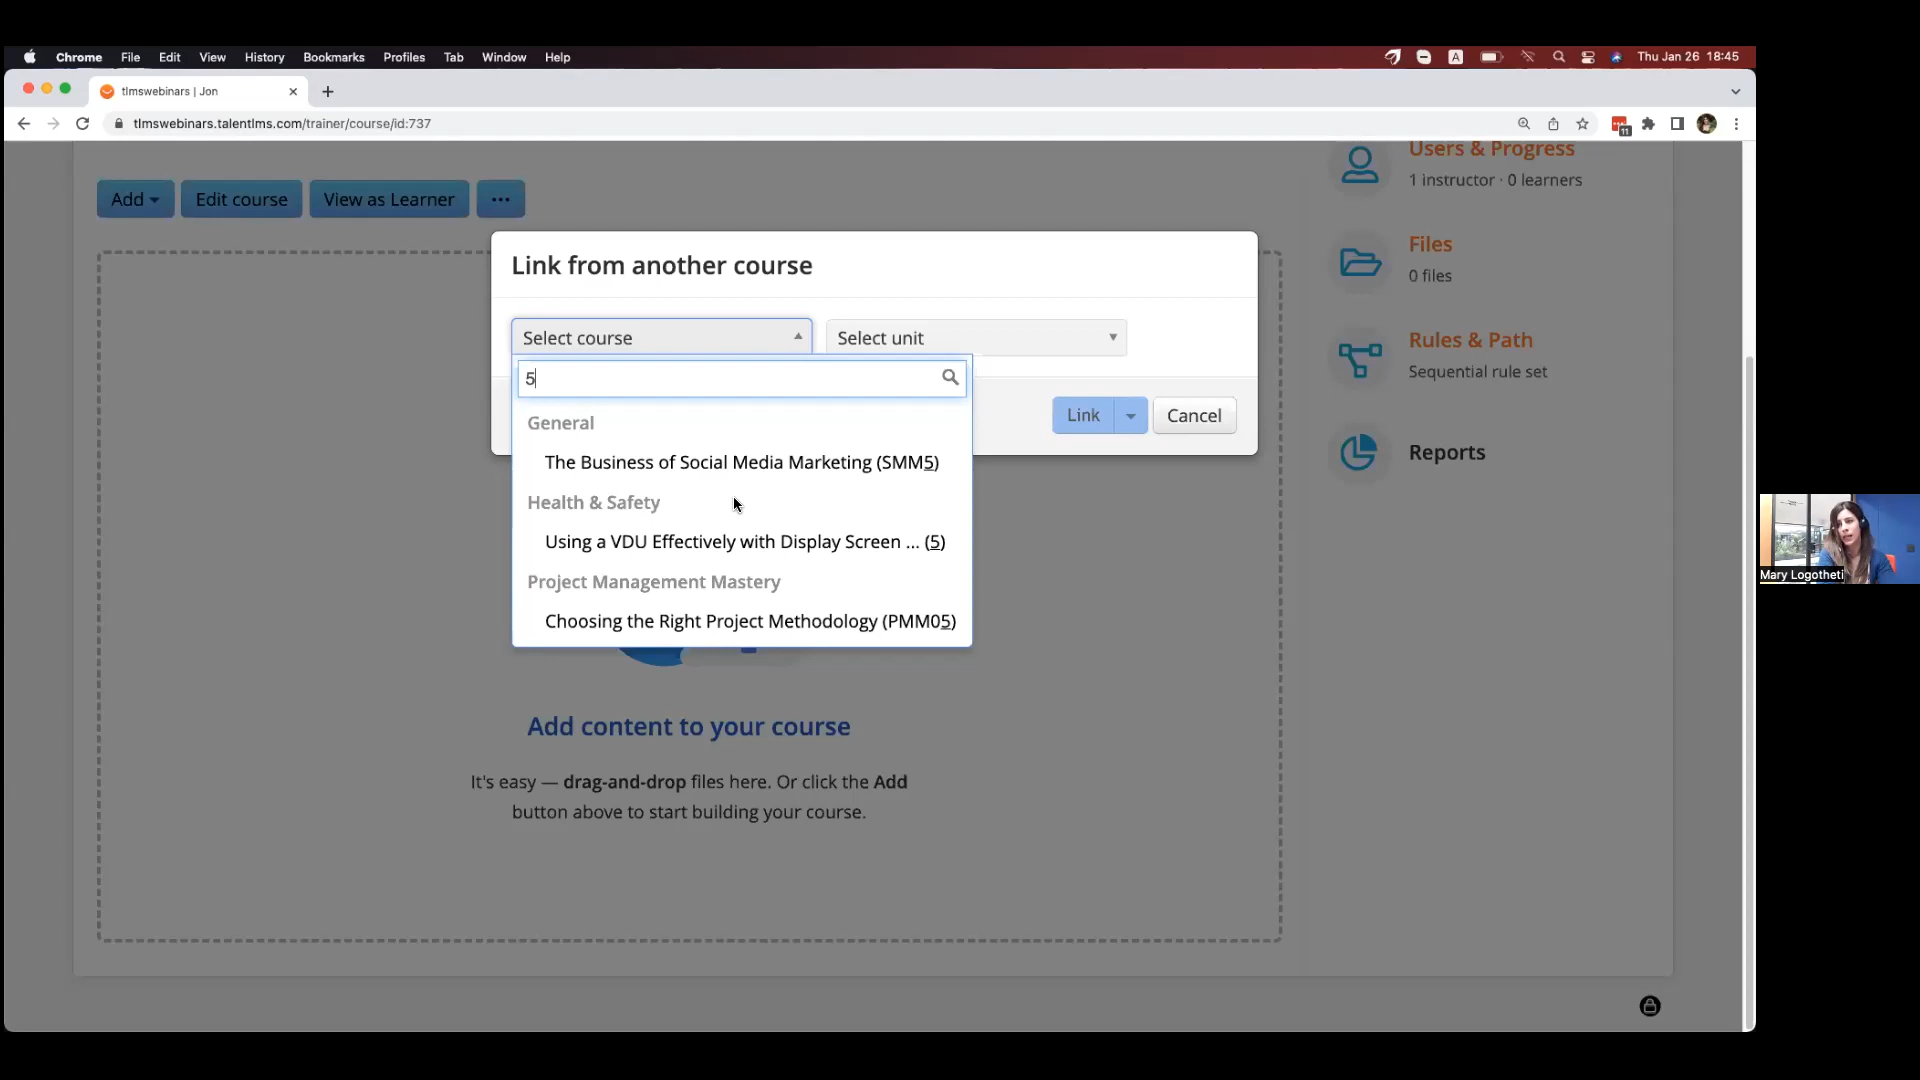 Chrome File Edit View History Bookmarks Profiles Tab Window Help
A
Thu Jan 26 18:45
tlmswebinars | Jon
tlmswebinars.talentlms.com/trainer/course/id:737
11
Add
Edit course
View as Learner
Users & Progress
1 instructor · 0 learners
Files
0 files
Rules & Path
Sequential rule set
Reports
Link from another course
Select course
Select unit
5
Link
Cancel
General
The Business of Social Media Marketing (SMM5)
Health & Safety
Using a VDU Effectively with Display Screen ... (5)
Project Management Mastery
Choosing the Right Project Methodology (PMM05)
Add content to your course
It's easy — drag-and-drop files here. Or click the Add
button above to start building your course.
Mary Logotheti